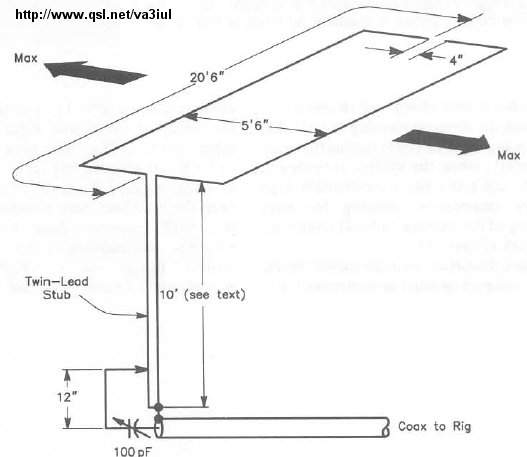 http://www.qsl.net/va3iul
Max
20'6"
4"
5'6"
Max
10' (see text)
Twin-Lead
Stub
12"
Coax to Rig
100 pF